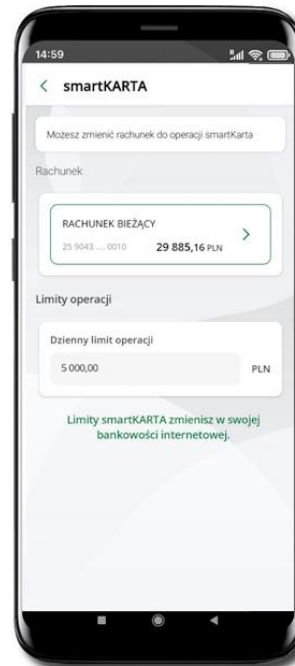 14:59
smartKARTA
Możesz zmienić rachunek do operacji smartKarta
Rachunek
RACHUNEK BIEŻĄCY
25 9043 .... 0010 29 885,16 PLN
Limity operacji
Dzienny limit operacji
5 000,00 PLN
Limity smartKARTA zmienisz w swojej
bankowości internetowej.